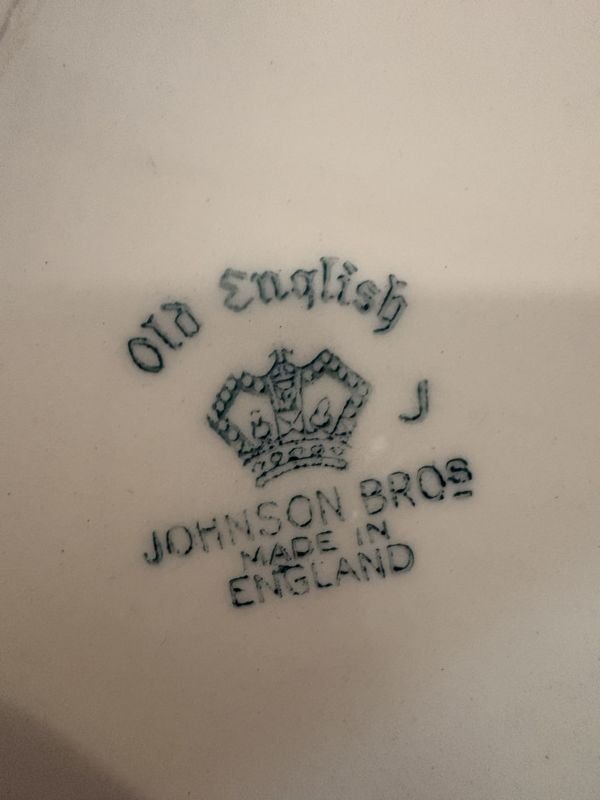 Old English
J
JOHNSON BROS
MADE IN
ENGLAND